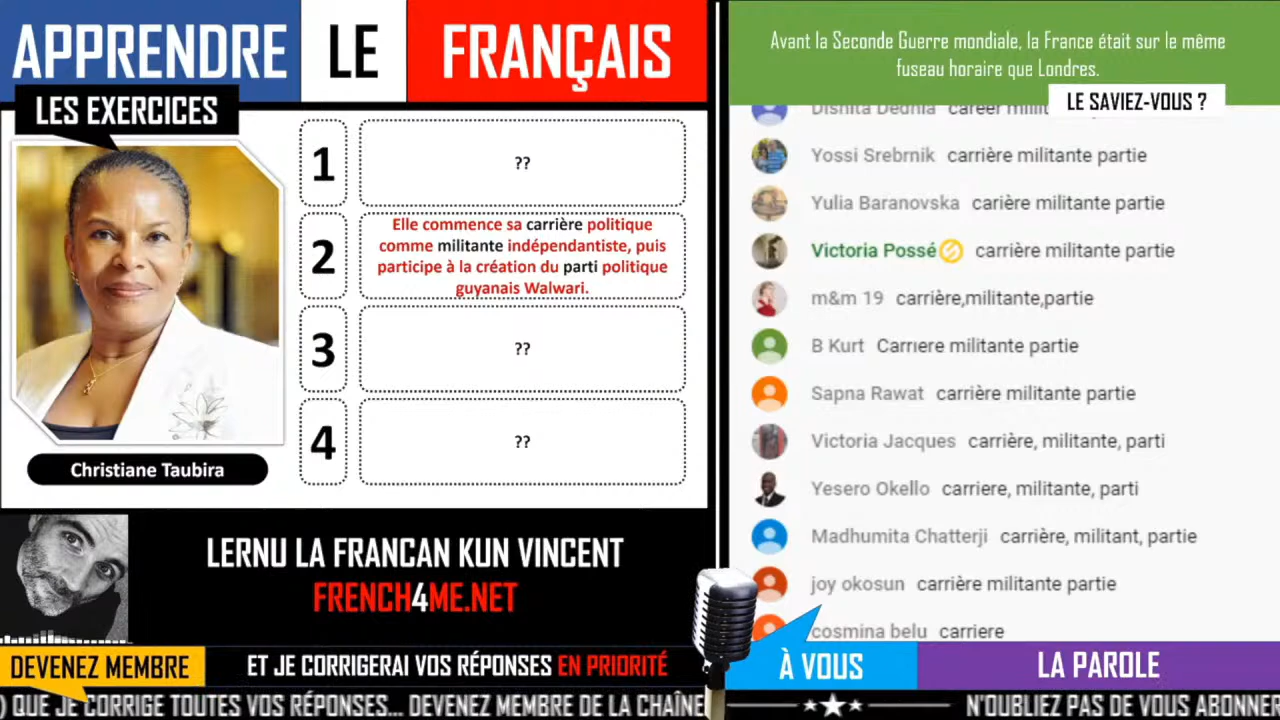 APPRENDRE LE FRANÇAIS
LES EXERCICES
1
??
2
Elle commence sa carrière politique
comme militante indépendantiste, puis
participe à la création du parti politique
guyanais Walwari.
3
??
4
??
Christiane Taubira
LERNU LA FRANCAN KUN VINCENT
FRENCH4ME.NET
DEVENEZ MEMBRE
ET JE CORRIGERAI VOS RÉPONSES EN PRIORITÉ
QUE JE CORRIGE TOUTES VOS RÉPONSES... DEVENEZ MEMBRE DE LA CHAÎNE
Avant la Seconde Guerre mondiale, la France était sur le même
fuseau horaire que Londres.
LE SAVIEZ-VOUS ?
Dishita Dedhia career
Yossi Srebrnik carrière militante partie
Yulia Baranovska carière militante partie
Victoria Possé carrière militante partie
m&m 19 carrière,militante,partie
B Kurt Carrıere militante partie
Sapna Rawat carrière militante partie
Victoria Jacques carrière, militante, parti
Yesero Okello carriere, militante, parti
Madhumita Chatterji carrière, militant, partie
joy okosun carrière militante partie
cosmina belu carriere
À VOUS
LA PAROLE
N'OUBLIEZ PAS DE VOUS ABONNER